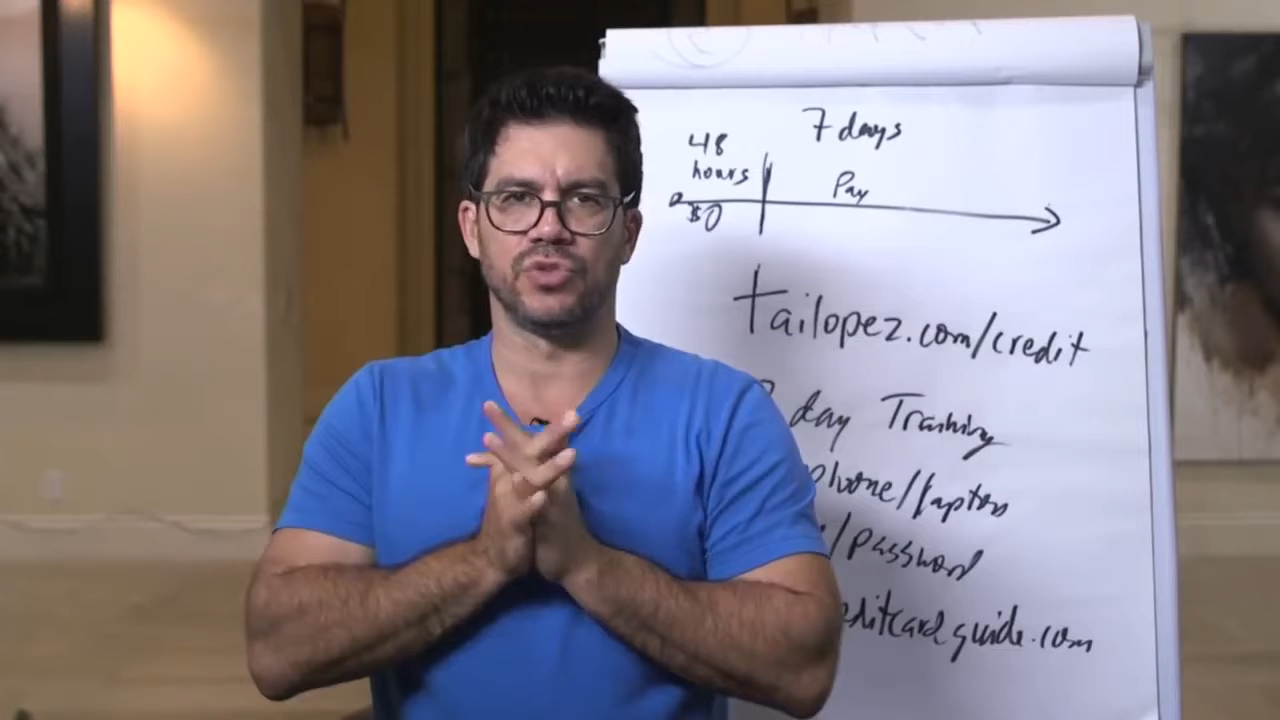 7 days
48
hours
Pay
$0
tailopez.com/credit
day Training
phone/laptop
/password
editcardguide.com